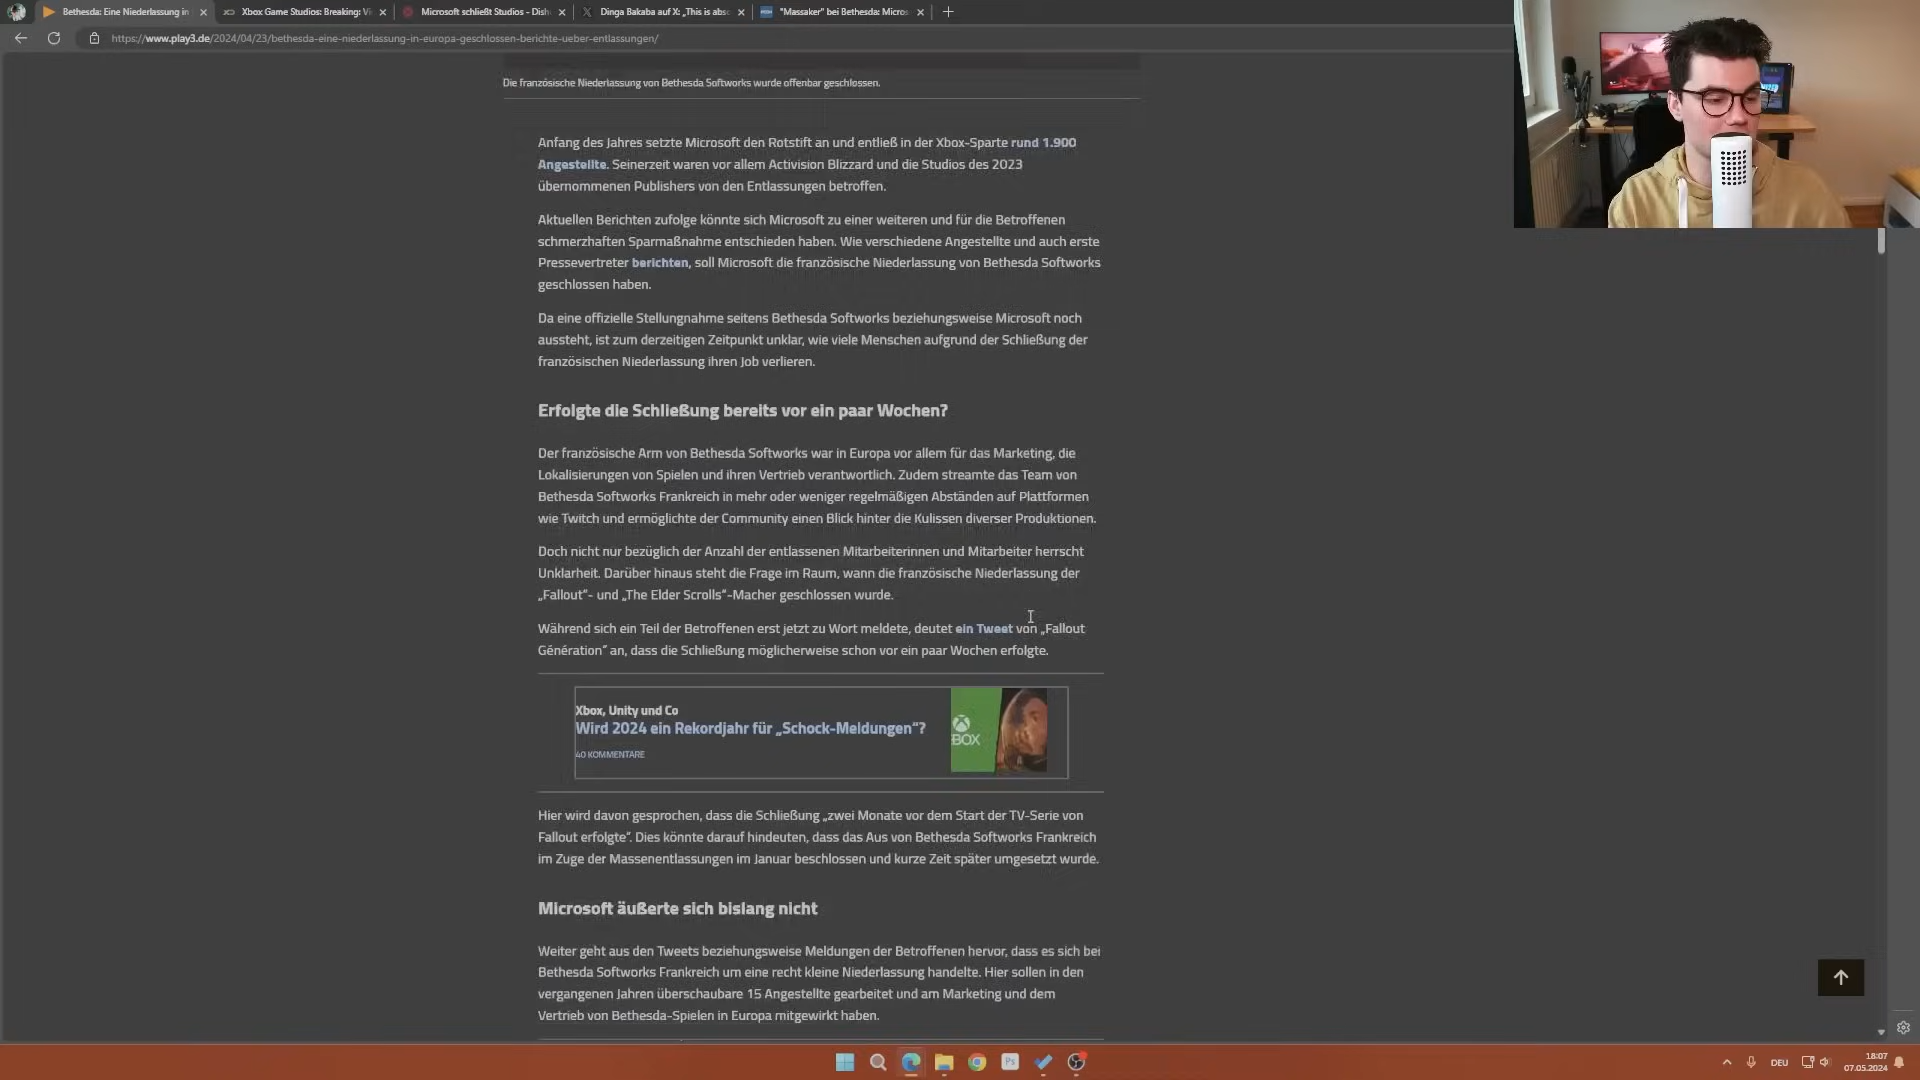 Bethesda: Eine Niederlassung in
Xbox Game Studios: Breaking: Vi
Microsoft schließt Studios - Dish
Dinga Bakaba auf X: „This is abs
"Massaker" bei Bethesda: Micros
https://www.play3.de/2024/04/23/bethesda-eine-niederlassung-in-europa-geschlossen-berichte-ueber-entlassungen/
Die französische Niederlassung von Bethesda Softworks wurde offenbar geschlossen.
Anfang des Jahres setzte Microsoft den Rotstift an und entließ in der Xbox-Sparte rund 1.900
Angestellte. Seinerzeit waren vor allem Activision Blizzard und die Studios des 2023
übernommenen Publishers von den Entlassungen betroffen.
Aktuellen Berichten zufolge könnte sich Microsoft zu einer weiteren und für die Betroffenen
schmerzhaften Sparmaßnahme entschieden haben. Wie verschiedene Angestellte und auch erste
Pressevertreter berichten, soll Microsoft die französische Niederlassung von Bethesda Softworks
geschlossen haben.
Da eine offizielle Stellungnahme seitens Bethesda Softworks beziehungsweise Microsoft noch
aussteht, ist zum derzeitigen Zeitpunkt unklar, wie viele Menschen aufgrund der Schließung der
französischen Niederlassung ihren Job verlieren.
Erfolgte die Schließung bereits vor ein paar Wochen?
Der französische Arm von Bethesda Softworks war in Europa vor allem für das Marketing, die
Lokalisierungen von Spielen und ihren Vertrieb verantwortlich. Zudem streamte das Team von
Bethesda Softworks Frankreich in mehr oder weniger regelmäßigen Abständen auf Plattformen
wie Twitch und ermöglichte der Community einen Blick hinter die Kulissen diverser Produktionen.
Doch nicht nur bezüglich der Anzahl der entlassenen Mitarbeiterinnen und Mitarbeiter herrscht
Unklarheit. Darüber hinaus steht die Frage im Raum, wann die französische Niederlassung der
„Fallout“- und „The Elder Scrolls“-Macher geschlossen wurde.
Während sich ein Teil der Betroffenen erst jetzt zu Wort meldete, deutet ein Tweet von „Fallout
Génération“ an, dass die Schließung möglicherweise schon vor ein paar Wochen erfolgte.
Xbox, Unity und Co
Wird 2024 ein Rekordjahr für „Schock-Meldungen“?
40 KOMMENTARE
XBOX
Hier wird davon gesprochen, dass die Schließung „zwei Monate vor dem Start der TV-Serie von
Fallout erfolgte“. Dies könnte darauf hindeuten, dass das Aus von Bethesda Softworks Frankreich
im Zuge der Massenentlassungen im Januar beschlossen und kurze Zeit später umgesetzt wurde.
Microsoft äußerte sich bislang nicht
Weiter geht aus den Tweets beziehungsweise Meldungen der Betroffenen hervor, dass es sich bei
Bethesda Softworks Frankreich um eine recht kleine Niederlassung handelte. Hier sollen in den
vergangenen Jahren überschaubare 15 Angestellte gearbeitet und am Marketing und dem
Vertrieb von Bethesda-Spielen in Europa mitgewirkt haben.
Ps
DEU
18:07
07.05.2024